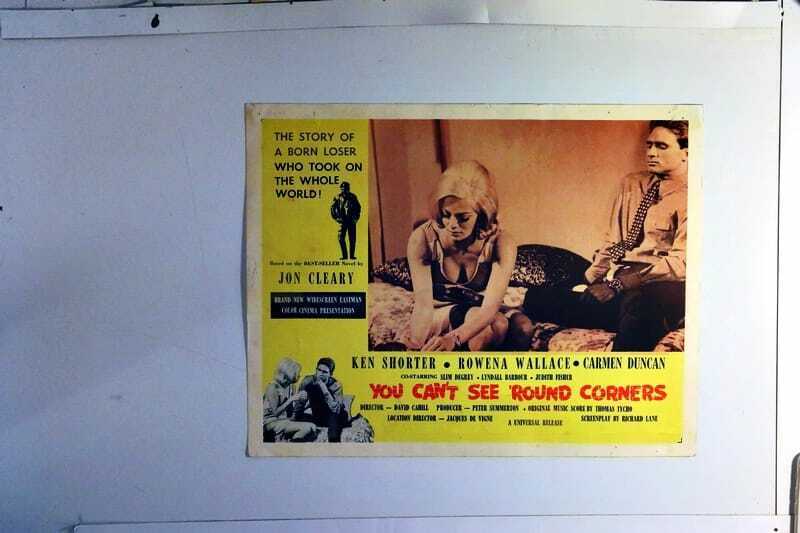 THE STORY OF
A BORN LOSER
WHO TOOK ON
THE WHOLE
WORLD!
Based on the BEST-SELLER Novel by
JON CLEARY
BRAND NEW WIDESCREEN EASTMAN
COLOR CINEMA PRESENTATION
KEN SHORTER • ROWENA WALLACE • CARMEN DUNCAN
CO-STARRING SLIM DEGREY • LYNDALL BARBOUR • JUDITH FISHER
YOU CAN'T SEE 'ROUND CORNERS
DIRECTOR — DAVID CAHILL PRODUCER — PETER SUMMERTON • ORIGINAL MUSIC SCORE BY THOMAS TYCHO
LOCATION DIRECTOR — JACQUES DE VIGNE A UNIVERSAL RELEASE SCREENPLAY BY RICHARD LANE